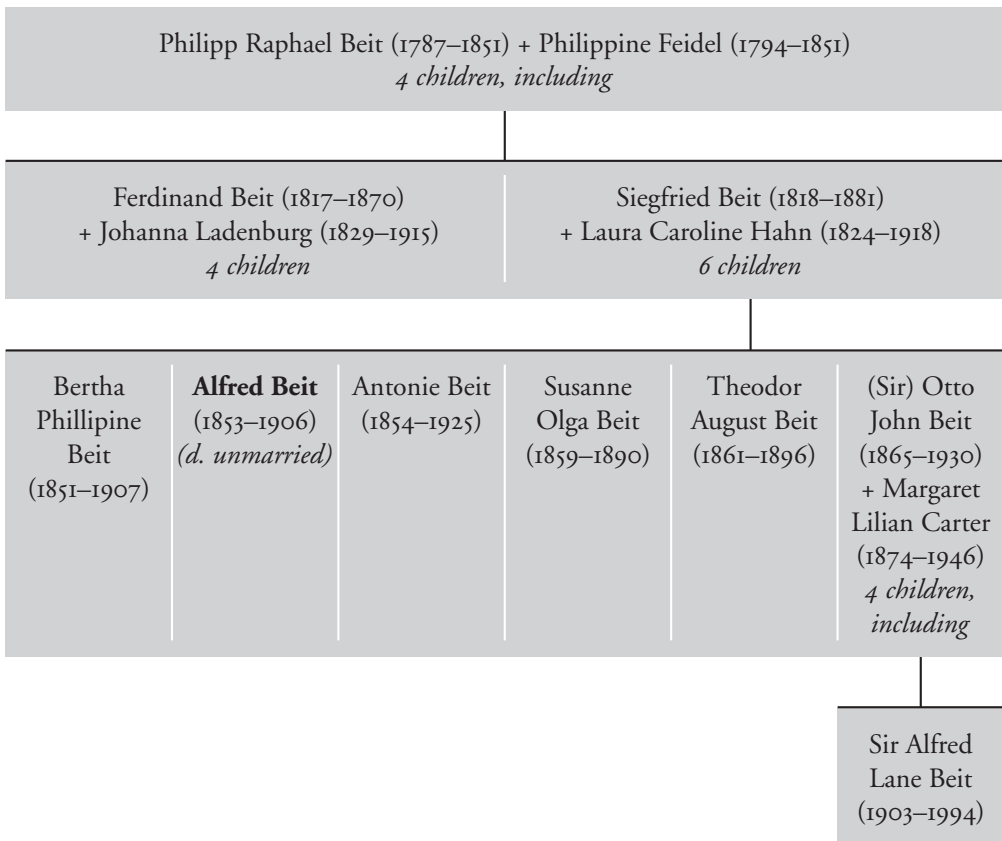 Philipp Raphael Beit (1787–1851) + Philippine Feidel (1794–1851)
4 children, including
Ferdinand Beit (1817–1870)
+ Johanna Ladenburg (1829–1915)
4 children
Siegfried Beit (1818–1881)
+ Laura Caroline Hahn (1824–1918)
6 children
Bertha
Phillipine
Beit
(1851–1907)
Alfred Beit
(1853–1906)
(d. unmarried)
Antonie Beit
(1854–1925)
Susanne
Olga Beit
(1859–1890)
Theodor
August Beit
(1861–1896)
(Sir) Otto
John Beit
(1865–1930)
+ Margaret
Lilian Carter
(1874–1946)
4 children,
including
Sir Alfred
Lane Beit
(1903–1994)